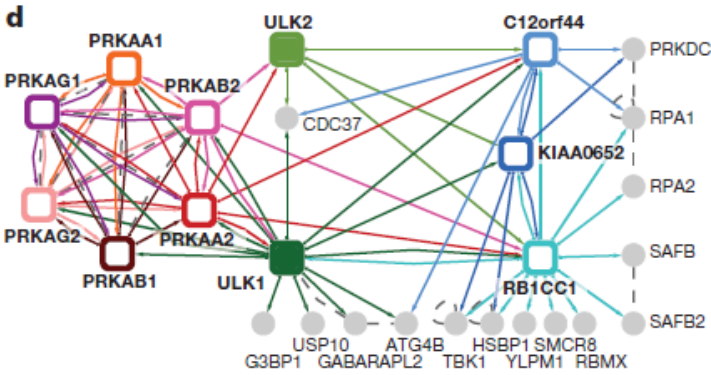 d
ULK2
C12orf44
PRKAA1
PRKDC
PRKAG1
PRKAB2
RPA1
CDC37
KIAA0652
RPA2
PRKAG2
PRKAA2
SAFB
PRKAB1
ULK1
RB1CC1
SAFB2
USP10
ATG4B
HSBP1
SMCR8
G3BP1
GABARAPL2
TBK1
YLPM1
RBMX